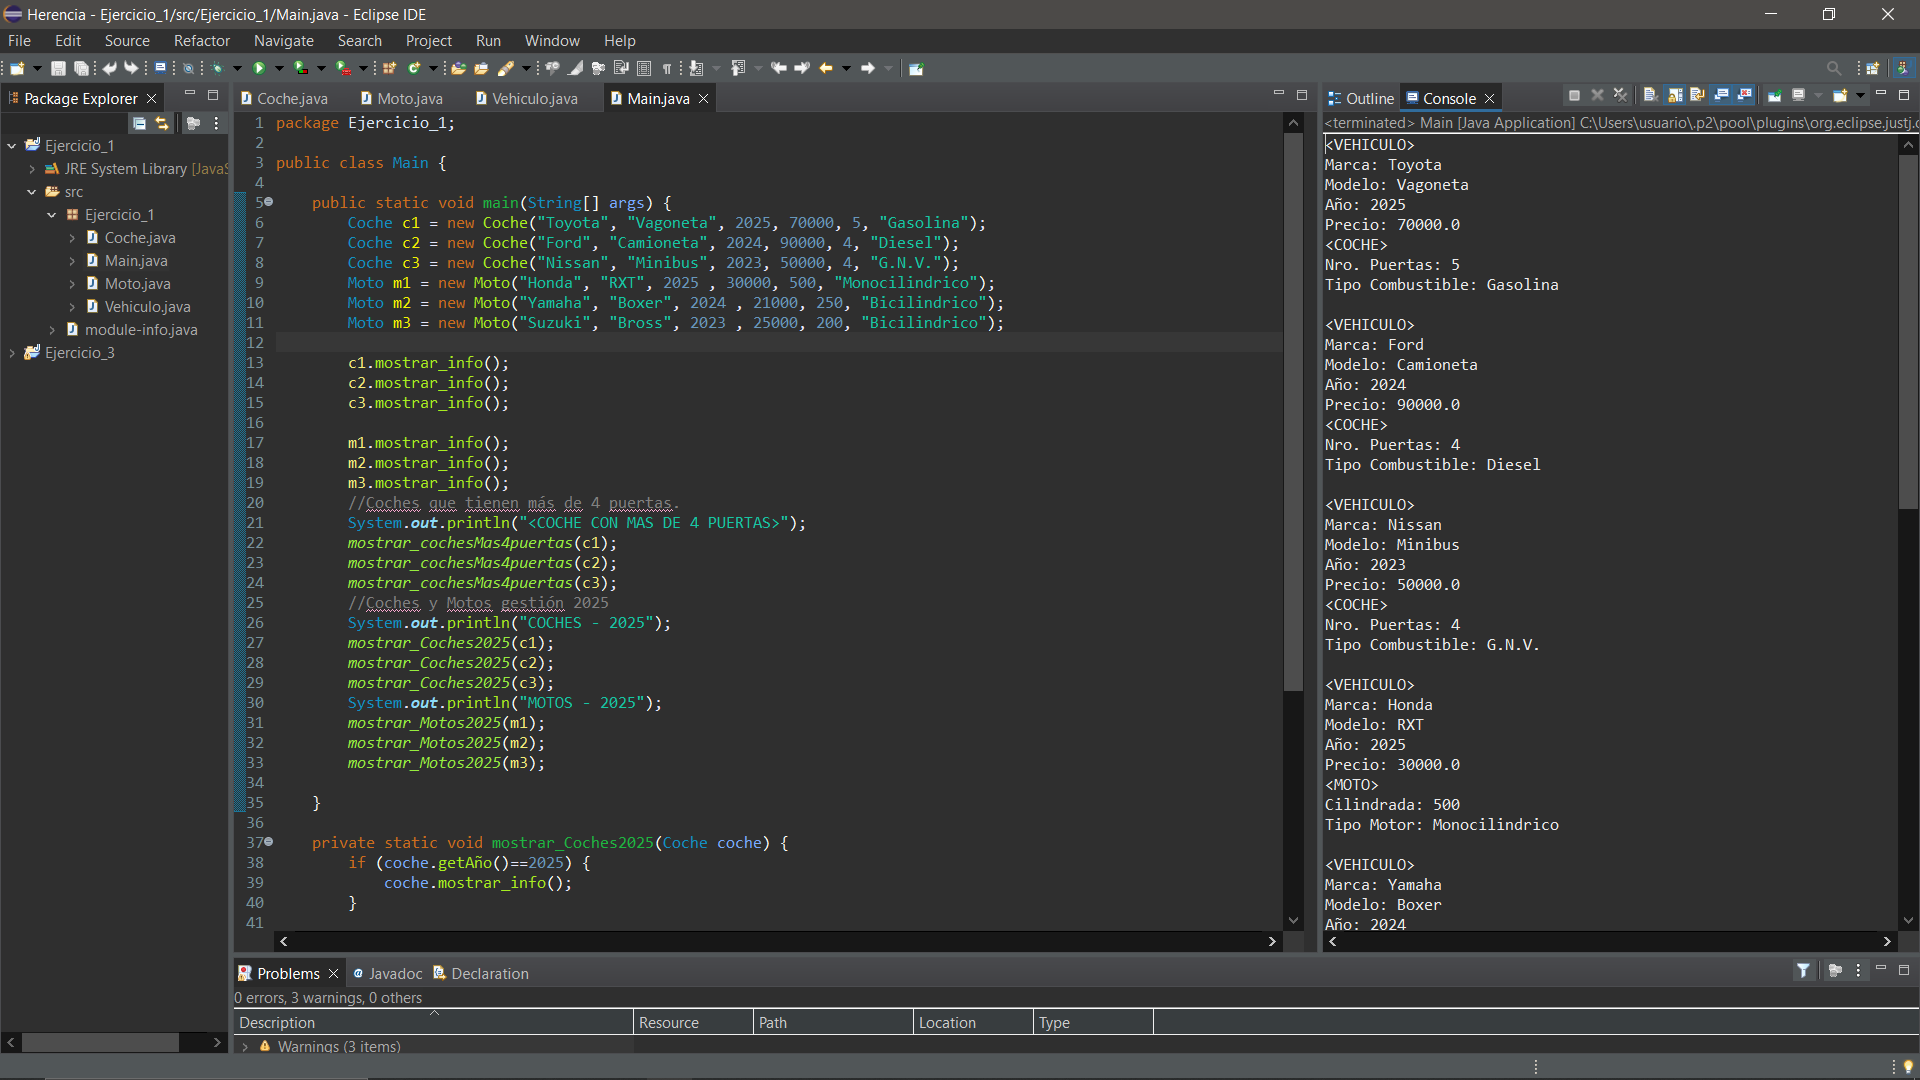 Herencia - Ejercicio_1/src/Ejercicio_1/Main.java - Eclipse IDE
File Edit Source Refactor Navigate Search Project Run Window Help
Package Explorer
Ejercicio_1
JRE System Library [JavaS
src
Ejercicio_1
Coche.java
Main.java
Moto.java
Vehiculo.java
module-info.java
Ejercicio_3
Coche.java Moto.java Vehiculo.java Main.java
1 package Ejercicio_1;
2
3 public class Main {
4
5 public static void main(String[] args) {
6 Coche c1 = new Coche("Toyota", "Vagoneta", 2025, 70000, 5, "Gasolina");
7 Coche c2 = new Coche("Ford", "Camioneta", 2024, 90000, 4, "Diesel");
8 Coche c3 = new Coche("Nissan", "Minibus", 2023, 50000, 4, "G.N.V.");
9 Moto m1 = new Moto("Honda", "RXT", 2025 , 30000, 500, "Monocilindrico");
10 Moto m2 = new Moto("Yamaha", "Boxer", 2024 , 21000, 250, "Bicilindrico");
11 Moto m3 = new Moto("Suzuki", "Bross", 2023 , 25000, 200, "Bicilindrico");
12
13 c1.mostrar_info();
14 c2.mostrar_info();
15 c3.mostrar_info();
16
17 m1.mostrar_info();
18 m2.mostrar_info();
19 m3.mostrar_info();
20 //Coches que tienen más de 4 puertas.
21 System.out.println("<COCHE CON MAS DE 4 PUERTAS>");
22 mostrar_cochesMas4puertas(c1);
23 mostrar_cochesMas4puertas(c2);
24 mostrar_cochesMas4puertas(c3);
25 //Coches y Motos gestión 2025
26 System.out.println("COCHES - 2025");
27 mostrar_Coches2025(c1);
28 mostrar_Coches2025(c2);
29 mostrar_Coches2025(c3);
30 System.out.println("MOTOS - 2025");
31 mostrar_Motos2025(m1);
32 mostrar_Motos2025(m2);
33 mostrar_Motos2025(m3);
34
35 }
36
37 private static void mostrar_Coches2025(Coche coche) {
38 if (coche.getAño()==2025) {
39 coche.mostrar_info();
40 }
41
Outline Console
<terminated> Main [Java Application] C:\Users\usuario\.p2\pool\plugins\org.eclipse.justj.o
<VEHICULO>
Marca: Toyota
Modelo: Vagoneta
Año: 2025
Precio: 70000.0
<COCHE>
Nro. Puertas: 5
Tipo Combustible: Gasolina
<VEHICULO>
Marca: Ford
Modelo: Camioneta
Año: 2024
Precio: 90000.0
<COCHE>
Nro. Puertas: 4
Tipo Combustible: Diesel
<VEHICULO>
Marca: Nissan
Modelo: Minibus
Año: 2023
Precio: 50000.0
<COCHE>
Nro. Puertas: 4
Tipo Combustible: G.N.V.
<VEHICULO>
Marca: Honda
Modelo: RXT
Año: 2025
Precio: 30000.0
<MOTO>
Cilindrada: 500
Tipo Motor: Monocilindrico
<VEHICULO>
Marca: Yamaha
Modelo: Boxer
Año: 2024
Problems Javadoc Declaration
0 errors, 3 warnings, 0 others
Description Resource Path Location Type
Warnings (3 items)